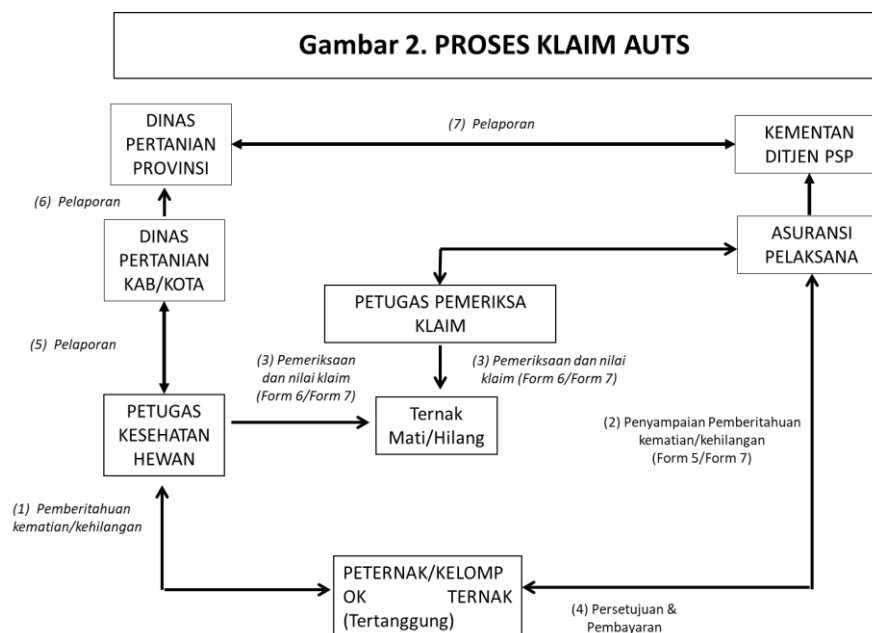 Gambar 2. PROSES KLAIM AUTS
DINAS
PERTANIAN
PROVINSI
(7) Pelaporan
KEMENTAN
DITJEN PSP
(6) Pelaporan
DINAS
PERTANIAN
KAB/KOTA
ASURANSI
PELAKSANA
PETUGAS PEMERIKSA
KLAIM
(5) Pelaporan
(3) Pemeriksaan
dan nilai klaim
(Form 6/Form 7)
(3) Pemeriksaan dan nilai
klaim (Form 6/Form 7)
PETUGAS
KESEHATAN
HEWAN
Ternak
Mati/Hilang
(2) Penyampaian Pemberitahuan
kematian/kehilangan
(Form 5/Form 7)
(1) Pemberitahuan
kematian/kehilangan
PETERNAK/KELOMP
OK TERNAK
(Tertanggung)
(4) Persetujuan &
Pembayaran